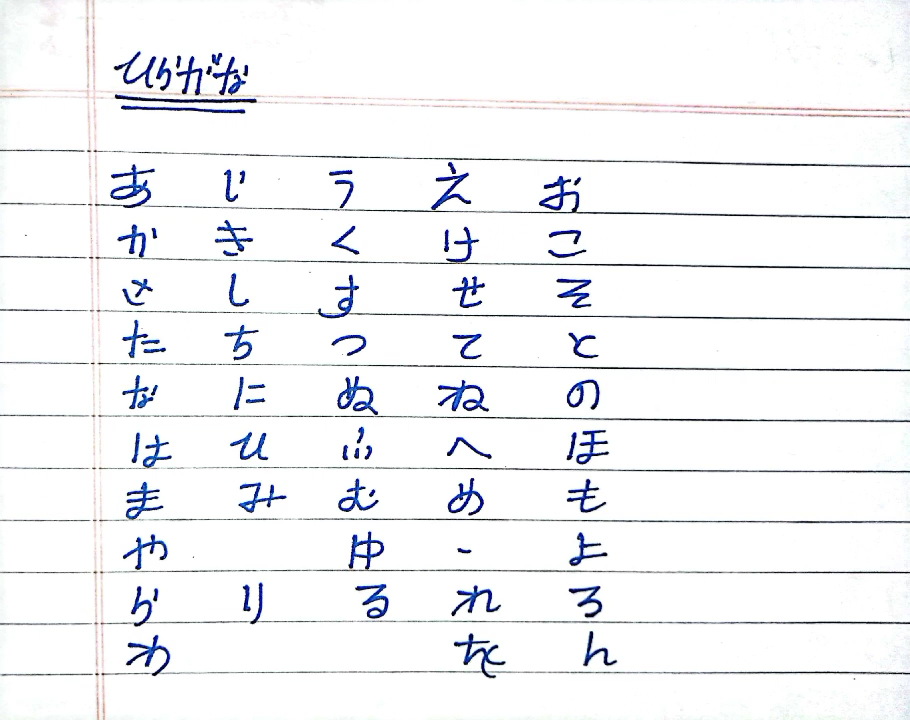 ひらがな
あ い う え お
か き く け こ
さ し す せ そ
た ち つ て と
な に ぬ ね の
は ひ ふ へ ほ
ま み む め も
や ゆ - よ
ら り る れ ろ
わ を ん